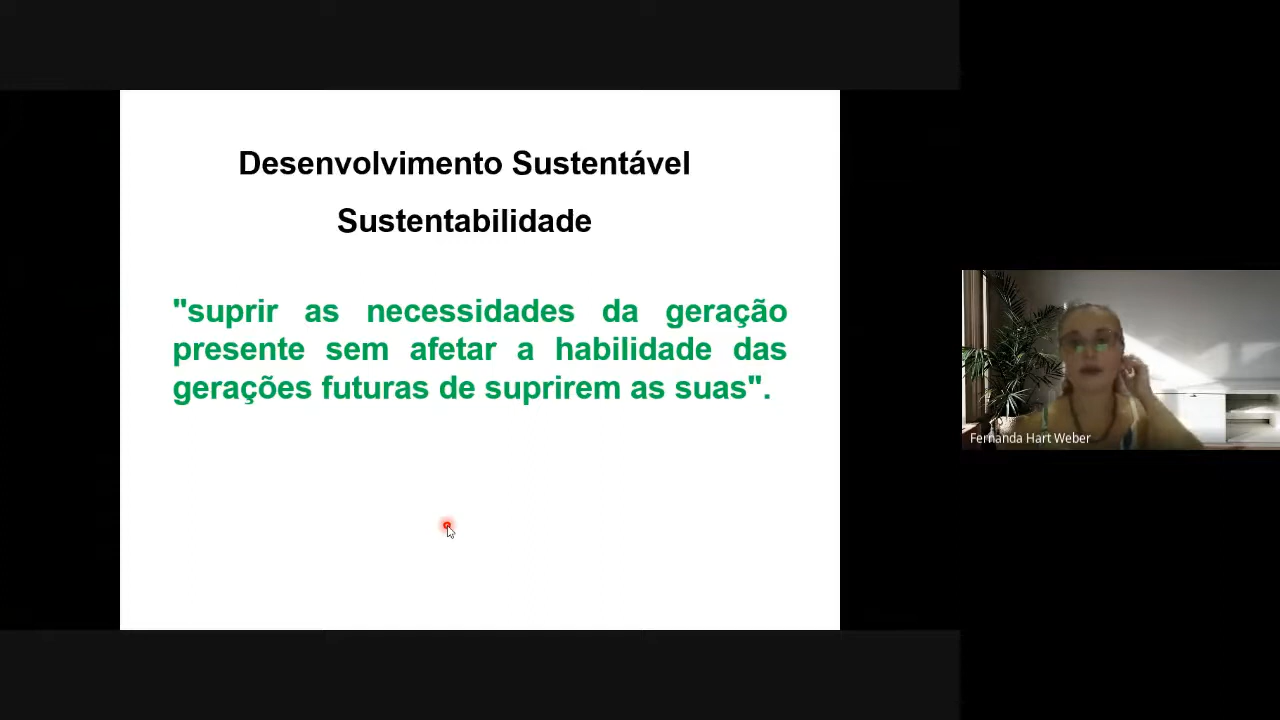 Desenvolvimento Sustentável
Sustentabilidade
"suprir as necessidades da geração
presente sem afetar a habilidade das
gerações futuras de suprirem as suas".
Fernanda Hart Weber